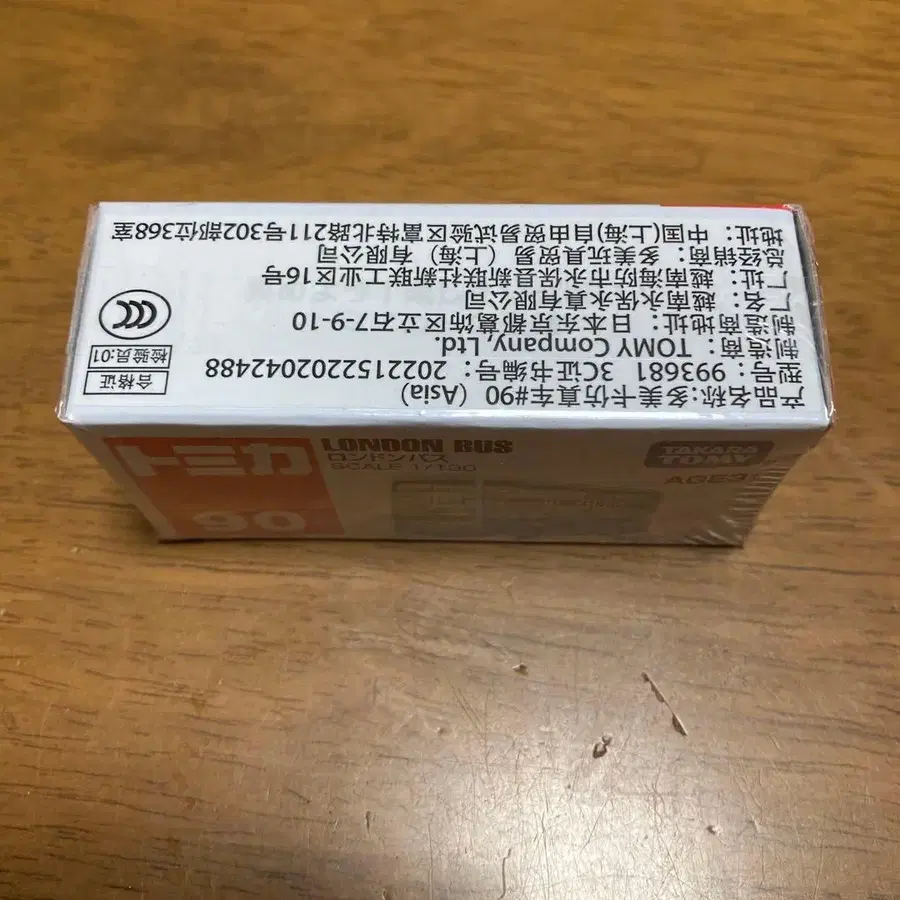 产品名称:多美卡仿真车#90 (Asia)
型号: 993681 3C证书编号: 2022152202042488
制造商: TOMY Company,Ltd.
制造商地址: 日本东京都葛饰区立石7-9-10
厂名: 越南永保永真有限公司
厂址: 越南海防市永保县新联社新联工业区16号
总经销商: 多美玩具贸易 (上海) 有限公司
地址: 中国(上海)自由贸易试验区富特北路211号302部位368室
合格证
检验员:01
CCC
トミカ
90
LONDON BUS
ロンドンバス
SCALE 1/130
TAKARA
TOMY
AGES3